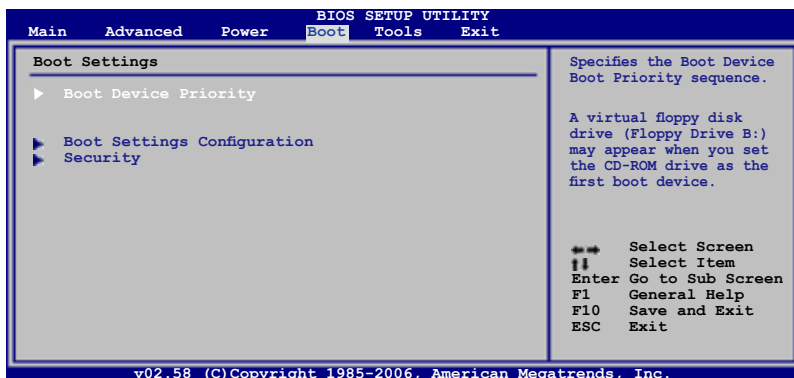 BIOS SETUP UTILITY
Main Advanced Power Boot Tools Exit
Boot Settings
Boot Device Priority
Boot Settings Configuration
Security
Specifies the Boot Device
Boot Priority sequence.
A virtual floppy disk
drive (Floppy Drive B:)
may appear when you set
the CD-ROM drive as the
first boot device.
←→ Select Screen
↑↓ Select Item
Enter Go to Sub Screen
F1 General Help
F10 Save and Exit
ESC Exit
v02.58 (C)Copyright 1985-2006, American Megatrends, Inc.